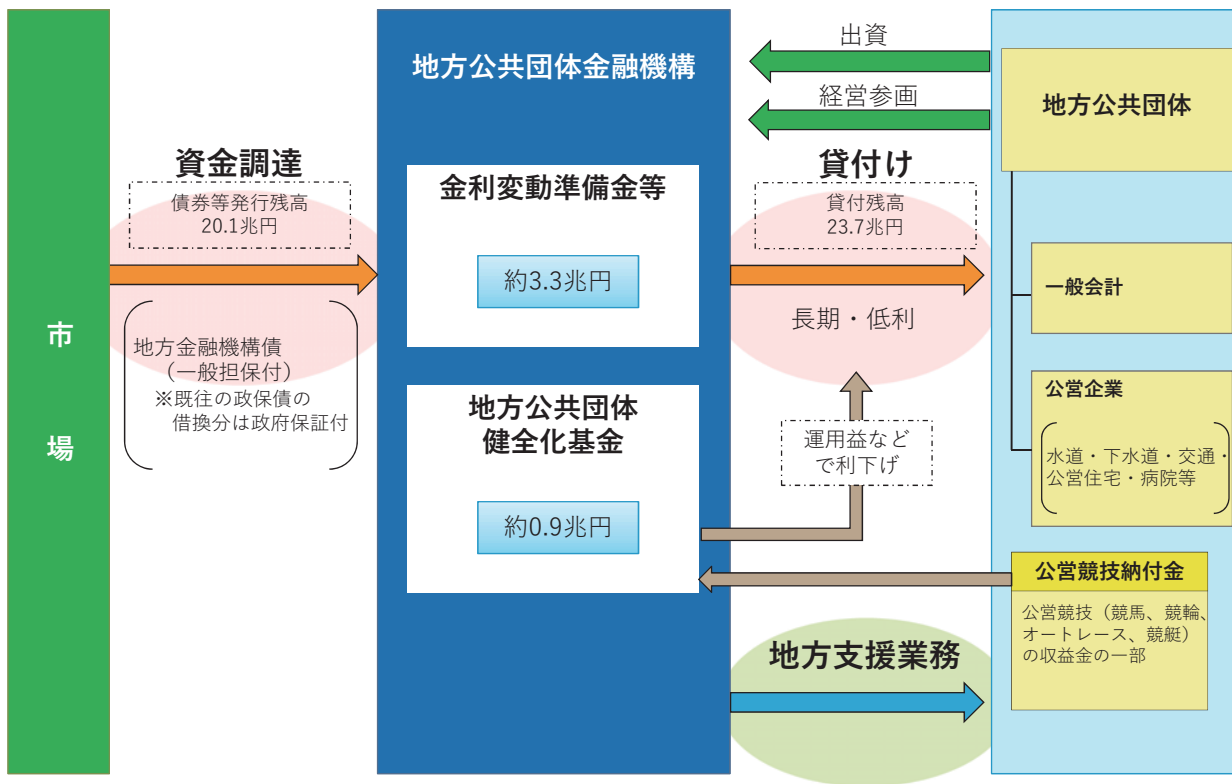 市
場
資金調達
債券等発行残高
20.1兆円
地方金融機構債
(一般担保付)
※既往の政保債の
借換分は政府保証付
地方公共団体金融機構
金利変動準備金等
約3.3兆円
地方公共団体
健全化基金
約0.9兆円
出資
経営参画
貸付け
貸付残高
23.7兆円
長期・低利
運用益など
で利下げ
地方支援業務
地方公共団体
一般会計
公営企業
水道・下水道・交通・
公営住宅・病院等
公営競技納付金
公営競技（競馬、競輪、
オートレース、競艇）
の収益金の一部